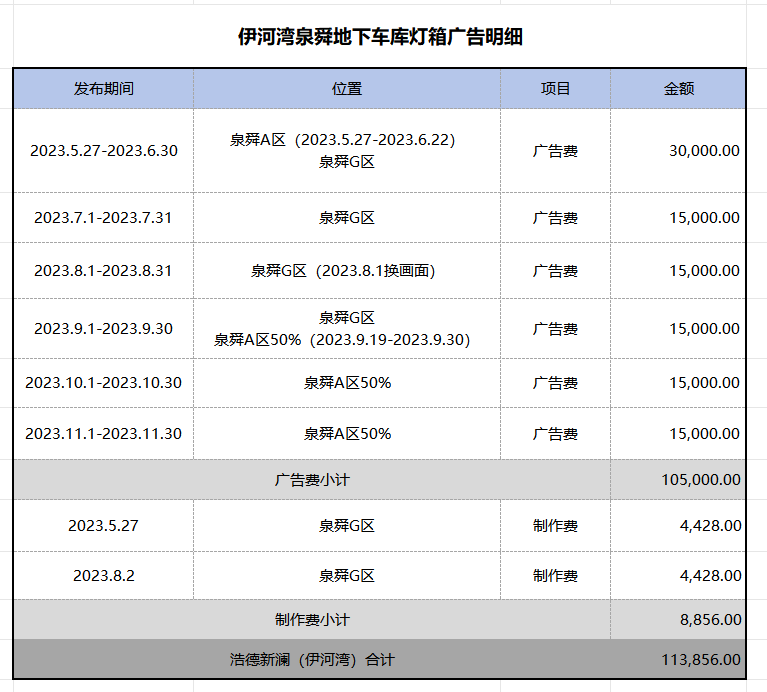 伊河湾泉舜地下车库灯箱广告明细
发布期间 位置 项目 金额
2023.5.27-2023.6.30 泉舜A区（2023.5.27-2023.6.22） 广告费 30,000.00
泉舜G区
2023.7.1-2023.7.31 泉舜G区 广告费 15,000.00
2023.8.1-2023.8.31 泉舜G区（2023.8.1换画面） 广告费 15,000.00
2023.9.1-2023.9.30 泉舜G区 广告费 15,000.00
泉舜A区50%（2023.9.19-2023.9.30）
2023.10.1-2023.10.30 泉舜A区50% 广告费 15,000.00
2023.11.1-2023.11.30 泉舜A区50% 广告费 15,000.00
广告费小计 105,000.00
2023.5.27 泉舜G区 制作费 4,428.00
2023.8.2 泉舜G区 制作费 4,428.00
制作费小计 8,856.00
浩德新澜（伊河湾）合计 113,856.00